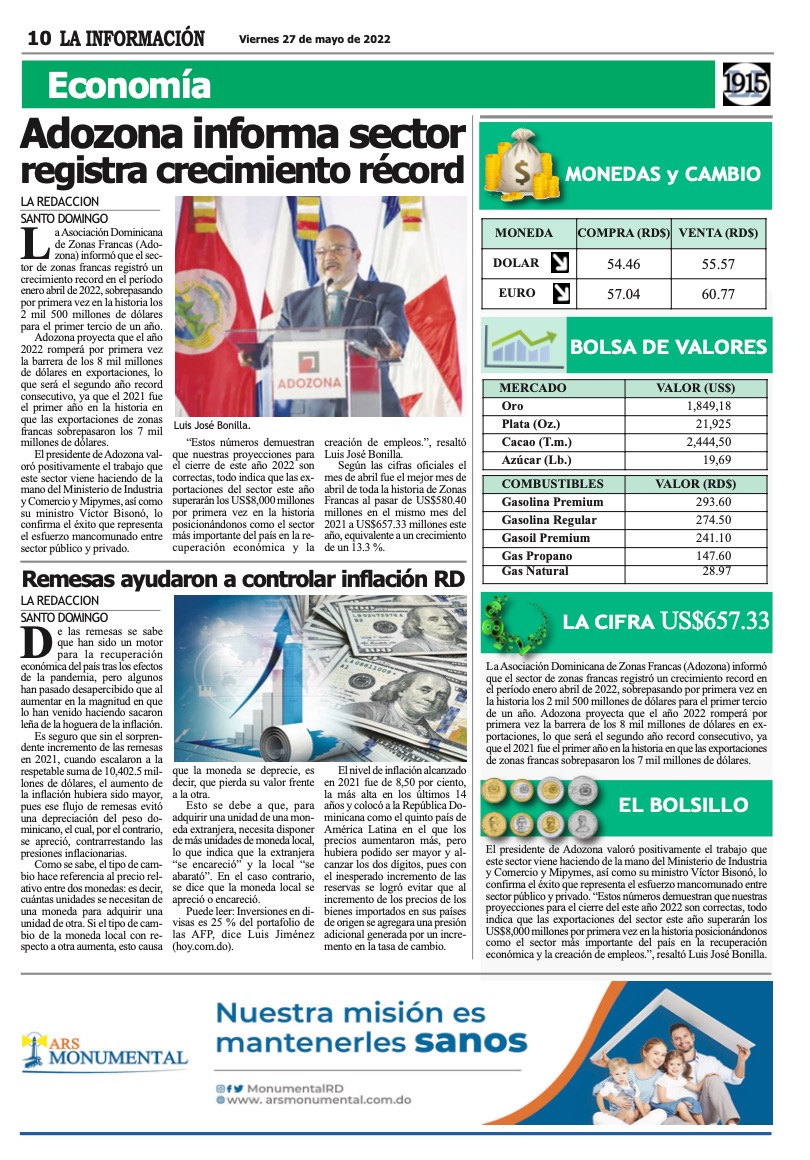 10 LA INFORMACIÓN
Viernes 27 de mayo de 2022
Economía
1915
Adozona informa sector
registra crecimiento récord
LA REDACCION
SANTO DOMINGO
La Asociación Dominicana
de Zonas Francas (Ado-
zona) informó que el sec-
tor de zonas francas registró un
crecimiento record en el período
enero abril de 2022, sobrepasando
por primera vez en la historia los
2 mil 500 millones de dólares
para el primer tercio de un año.
Adozona proyecta que el año
2022 romperá por primera vez
la barrera de los 8 mil millones
de dólares en exportaciones, lo
que será el segundo año record
consecutivo, ya que el 2021 fue
el primer año en la historia en
que las exportaciones de zonas
francas sobrepasaron los 7 mil
millones de dólares.
El presidente de Adozona val-
oró positivamente el trabajo que
este sector viene haciendo de la
mano del Ministerio de Industria
y Comercio y Mipymes, así como
su ministro Víctor Bisonó, lo
confirma el éxito que representa
el esfuerzo mancomunado entre
sector público y privado.
ADOZONA
Luis José Bonilla.
“Estos números demuestran
que nuestras proyecciones para
el cierre de este año 2022 son
correctas, todo indica que las ex-
portaciones del sector este año
superarán los US$8,000 millones
por primera vez en la historia
posicionándonos como el sector
más importante del país en la re-
cuperación económica y la
creación de empleos.”, resaltó
Luis José Bonilla.
Según las cifras oficiales el
mes de abril fue el mejor mes de
abril de toda la historia de Zonas
Francas al pasar de US$580.40
millones en el mismo mes del
2021 a US$657.33 millones este
año, equivalente a un crecimiento
de un 13.3 %.
Remesas ayudaron a controlar inflación RD
LA REDACCION
SANTO DOMINGO
De las remesas se sabe
que han sido un motor
para la recuperación
económica del país tras los efectos
de la pandemia, pero algunos
han pasado desapercibido que al
aumentar en la magnitud en que
lo han venido haciendo sacaron
leña de la hoguera de la inflación.
Es seguro que sin el sorpren-
dente incremento de las remesas
en 2021, cuando escalaron a la
respetable suma de 10,402.5 mil-
lones de dólares, el aumento de
la inflación hubiera sido mayor,
pues ese flujo de remesas evitó
una depreciación del peso do-
minicano, el cual, por el contrario,
se apreció, contrarrestando las
presiones inflacionarias.
Como se sabe, el tipo de cam-
bio hace referencia al precio rel-
ativo entre dos monedas: es decir,
cuántas unidades se necesitan de
una moneda para adquirir una
unidad de otra. Si el tipo de cam-
bio de la moneda local con re-
specto a otra aumenta, esto causa
que la moneda se deprecie, es
decir, que pierda su valor frente
a la otra.
Esto se debe a que, para
adquirir una unidad de una mon-
eda extranjera, necesita disponer
de más unidades de moneda local,
lo que indica que la extranjera
“se encareció” y la local “se
abarató”. En el caso contrario,
se dice que la moneda local se
apreció o encareció.
Puede leer: Inversiones en di-
visas es 25 % del portafolio de
las AFP, dice Luis Jiménez
(hoy.com.do).
El nivel de inflación alcanzado
en 2021 fue de 8,50 por ciento,
la más alta en los últimos 14
años y colocó a la República Do-
minicana como el quinto país de
América Latina en el que los
precios aumentaron más, pero
hubiera podido ser mayor y al-
canzar los dos dígitos, pues con
el inesperado incremento de las
reservas se logró evitar que al
incremento de los precios de los
bienes importados en sus países
de origen se agregara una presión
adicional generada por un incre-
mento en la tasa de cambio.
MONEDAS y CAMBIO
MONEDA COMPRA (RD$) VENTA (RD$)
DOLAR 54.46 55.57
EURO 57.04 60.77
BOLSA DE VALORES
MERCADO VALOR (US$)
Oro 1,849,18
Plata (Oz.) 21,925
Cacao (T.m.) 2,444,50
Azúcar (Lb.) 19,69
COMBUSTIBLES VALOR (RD$)
Gasolina Premium 293.60
Gasolina Regular 274.50
Gasoil Premium 241.10
Gas Propano 147.60
Gas Natural 28.97
LA CIFRA US$657.33
La Asociación Dominicana de Zonas Francas (Adozona) informó
que el sector de zonas francas registró un crecimiento record en
el período enero abril de 2022, sobrepasando por primera vez en
la historia los 2 mil 500 millones de dólares para el primer tercio
de un año. Adozona proyecta que el año 2022 romperá por
primera vez la barrera de los 8 mil millones de dólares en ex-
portaciones, lo que será el segundo año record consecutivo, ya
que el 2021 fue el primer año en la historia en que las exportaciones
de zonas francas sobrepasaron los 7 mil millones de dólares.
EL BOLSILLO
El presidente de Adozona valoró positivamente el trabajo que
este sector viene haciendo de la mano del Ministerio de Industria
y Comercio y Mipymes, así como su ministro Víctor Bisonó, lo
confirma el éxito que representa el esfuerzo mancomunado entre
sector público y privado. “Estos números demuestran que nuestras
proyecciones para el cierre de este año 2022 son correctas, todo
indica que las exportaciones del sector este año superarán los
US$8,000 millones por primera vez en la historia posicionándonos
como el sector más importante del país en la recuperación
económica y la creación de empleos.”, resaltó Luis José Bonilla.
ARS
MONUMENTAL
Nuestra misión es
mantenerles sanos
MonumentalRD
www. arsmonumental.com.do